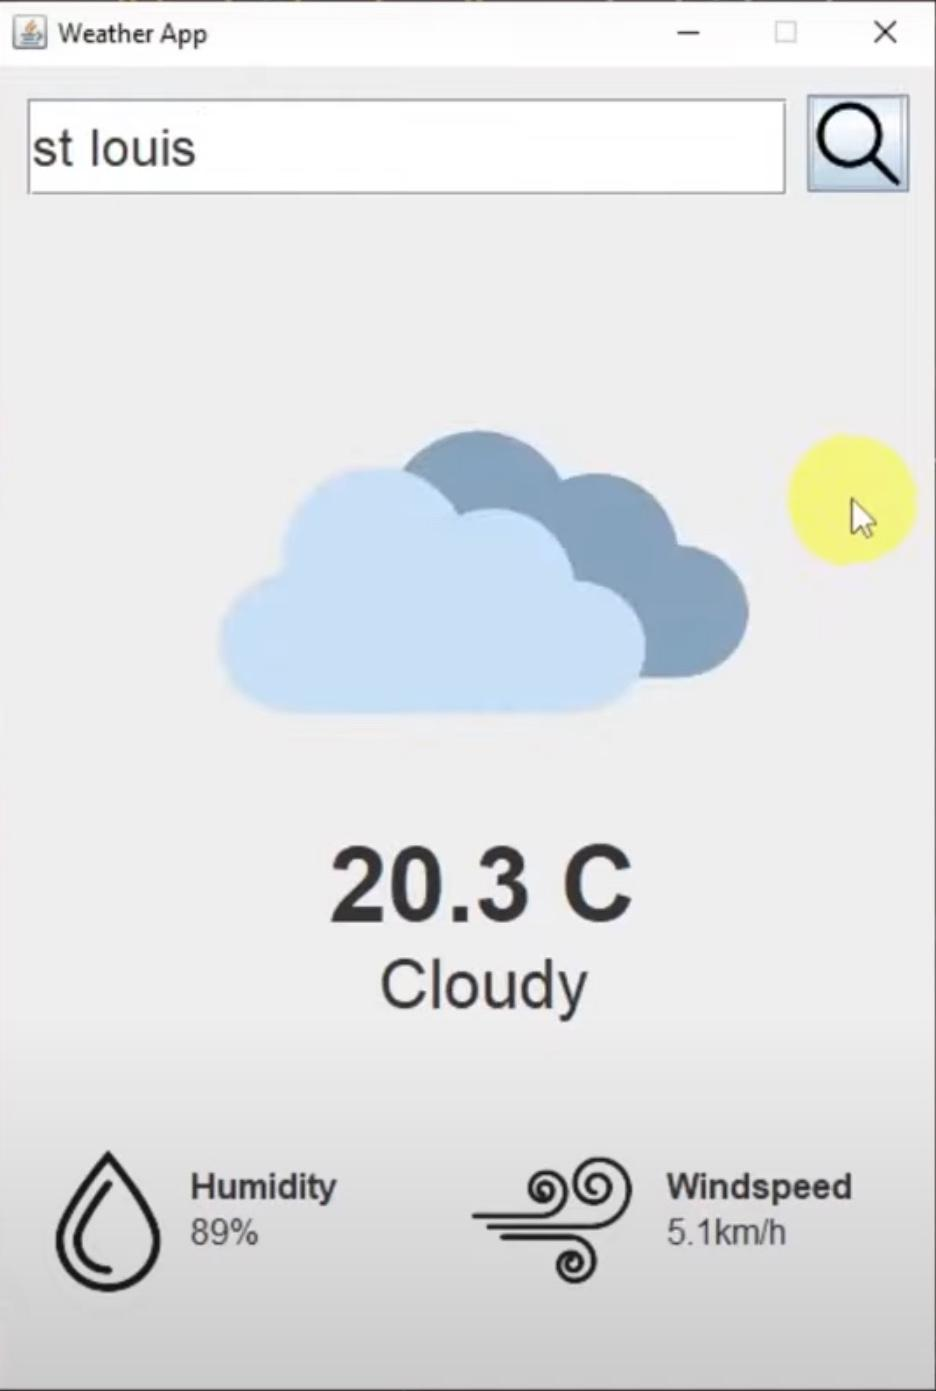 Weather App
st louis
20.3 C
Cloudy
Humidity
89%
Windspeed
5.1km/h